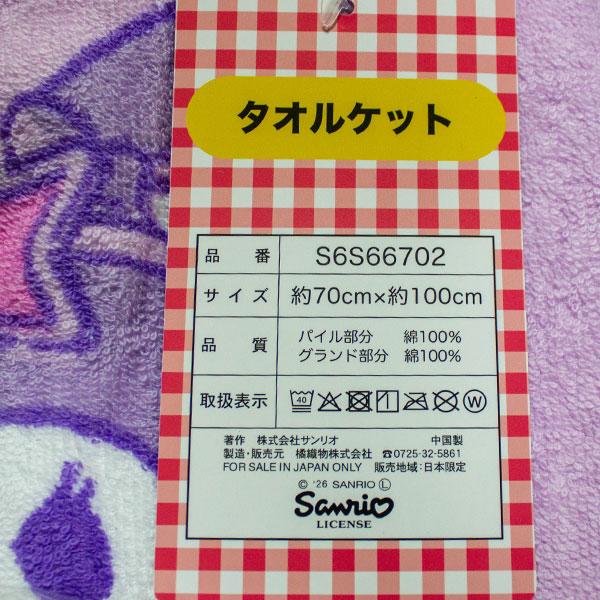 タオルケット
品番 S6S66702
サイズ 約70cm×約100cm
品質 パイル部分 綿100%
グランド部分 綿100%
取扱表示 40 W
著作 株式会社サンリオ 中国製
製造・販売元 橘織物株式会社 ☎0725-32-5861
FOR SALE IN JAPAN ONLY 販売地域:日本限定
© '26 SANRIO Ⓛ
Sanrio
LICENSE